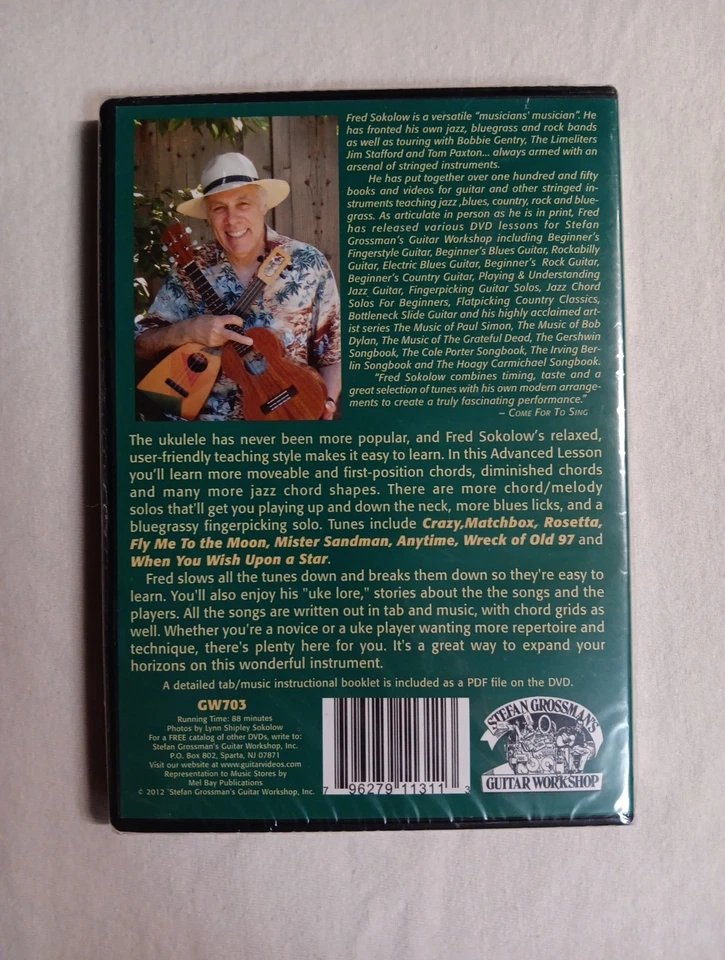 Fred Sokolow is a versatile "musicians' musician". He
has fronted his own jazz, bluegrass and rock bands
as well as touring with Bobbie Gentry, The Limeliters
Jim Stafford and Tom Paxton... always armed with an
arsenal of stringed instruments.
He has put together over one hundred and fifty
books and videos for guitar and other stringed in-
struments teaching jazz ,blues, country, rock and blue-
grass. As articulate in person as he is in print, Fred
has released various DVD lessons for Stefan
Grossman's Guitar Workshop including Beginner's
Fingerstyle Guitar, Beginner's Blues Guitar, Rockabilly
Guitar, Electric Blues Guitar, Beginner's Rock Guitar,
Beginner's Country Guitar, Playing & Understanding
Jazz Guitar, Fingerpicking Guitar Solos, Jazz Chord
Solos For Beginners, Flatpicking Country Classics,
Bottleneck Slide Guitar and his highly acclaimed art-
ist series The Music of Paul Simon, The Music of Bob
Dylan, The Music of The Grateful Dead, The Gershwin
Songbook, The Cole Porter Songbook, The Irving Ber-
lin Songbook and The Hoagy Carmichael Songbook.
"Fred Sokolow combines timing, taste and a
great selection of tunes with his own modern arrange-
ments to create a truly fascinating performance."
– Come For To Sing
The ukulele has never been more popular, and Fred Sokolow's relaxed,
user-friendly teaching style makes it easy to learn. In this Advanced Lesson
you'll learn more moveable and first-position chords, diminished chords
and many more jazz chord shapes. There are more chord/melody
solos that'll get you playing up and down the neck, more blues licks, and a
bluegrassy fingerpicking solo. Tunes include Crazy,Matchbox, Rosetta,
Fly Me To the Moon, Mister Sandman, Anytime, Wreck of Old 97 and
When You Wish Upon a Star.
Fred slows all the tunes down and breaks them down so they're easy to
learn. You'll also enjoy his "uke lore," stories about the the songs and the
players. All the songs are written out in tab and music, with chord grids as
well. Whether you're a novice or a uke player wanting more repertoire and
technique, there's plenty here for you. It's a great way to expand your
horizons on this wonderful instrument.
A detailed tab/music instructional booklet is included as a PDF file on the DVD.
GW703
Running Time: 88 minutes
Photos by Lynn Shipley Sokolow
For a FREE catalog of other DVDs, write to:
Stefan Grossman's Guitar Workshop, Inc.
P.O. Box 802, Sparta, NJ 07871
Visit our website at www.guitarvideos.com
Representation to Music Stores by
Mel Bay Publications
© 2012 Stefan Grossman's Guitar Workshop, Inc.
7 96279 11311 3
STEFAN GROSSMAN'S
GUITAR WORKSHOP